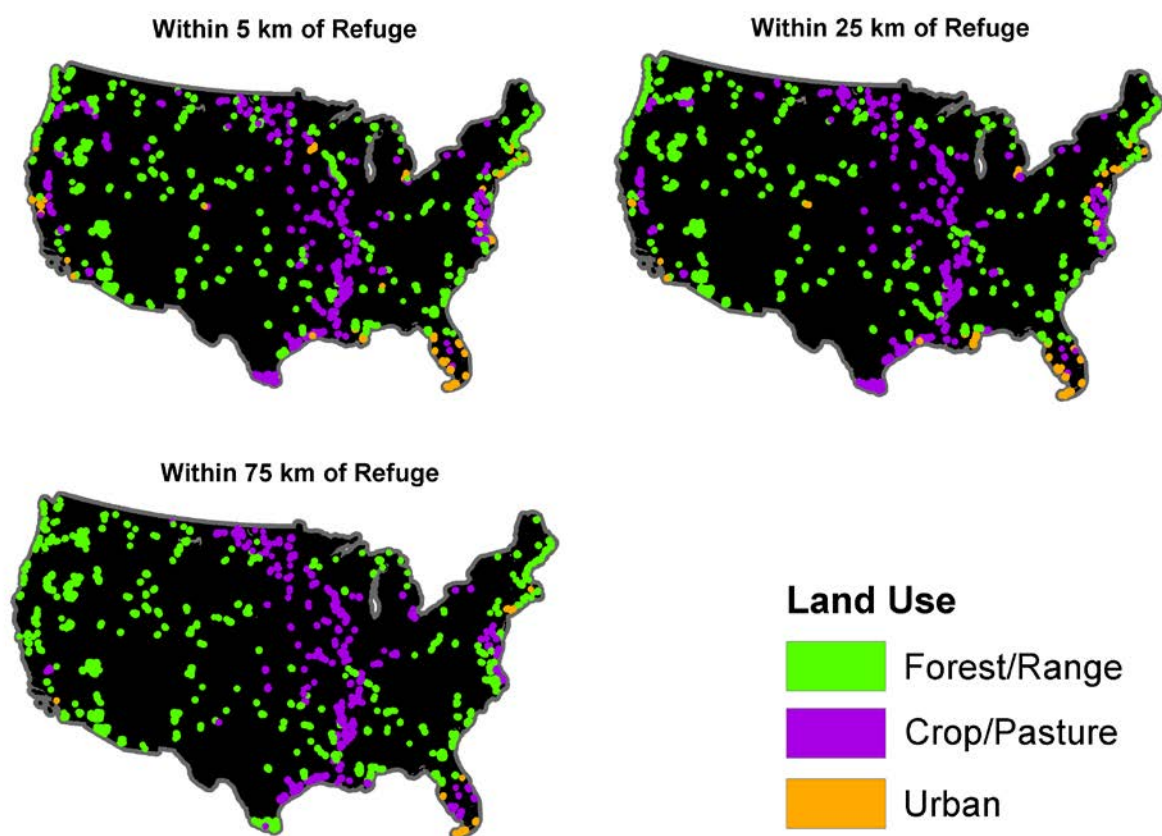 Within 5 km of Refuge
Within 25 km of Refuge
Within 75 km of Refuge
Land Use
Forest/Range
Crop/Pasture
Urban